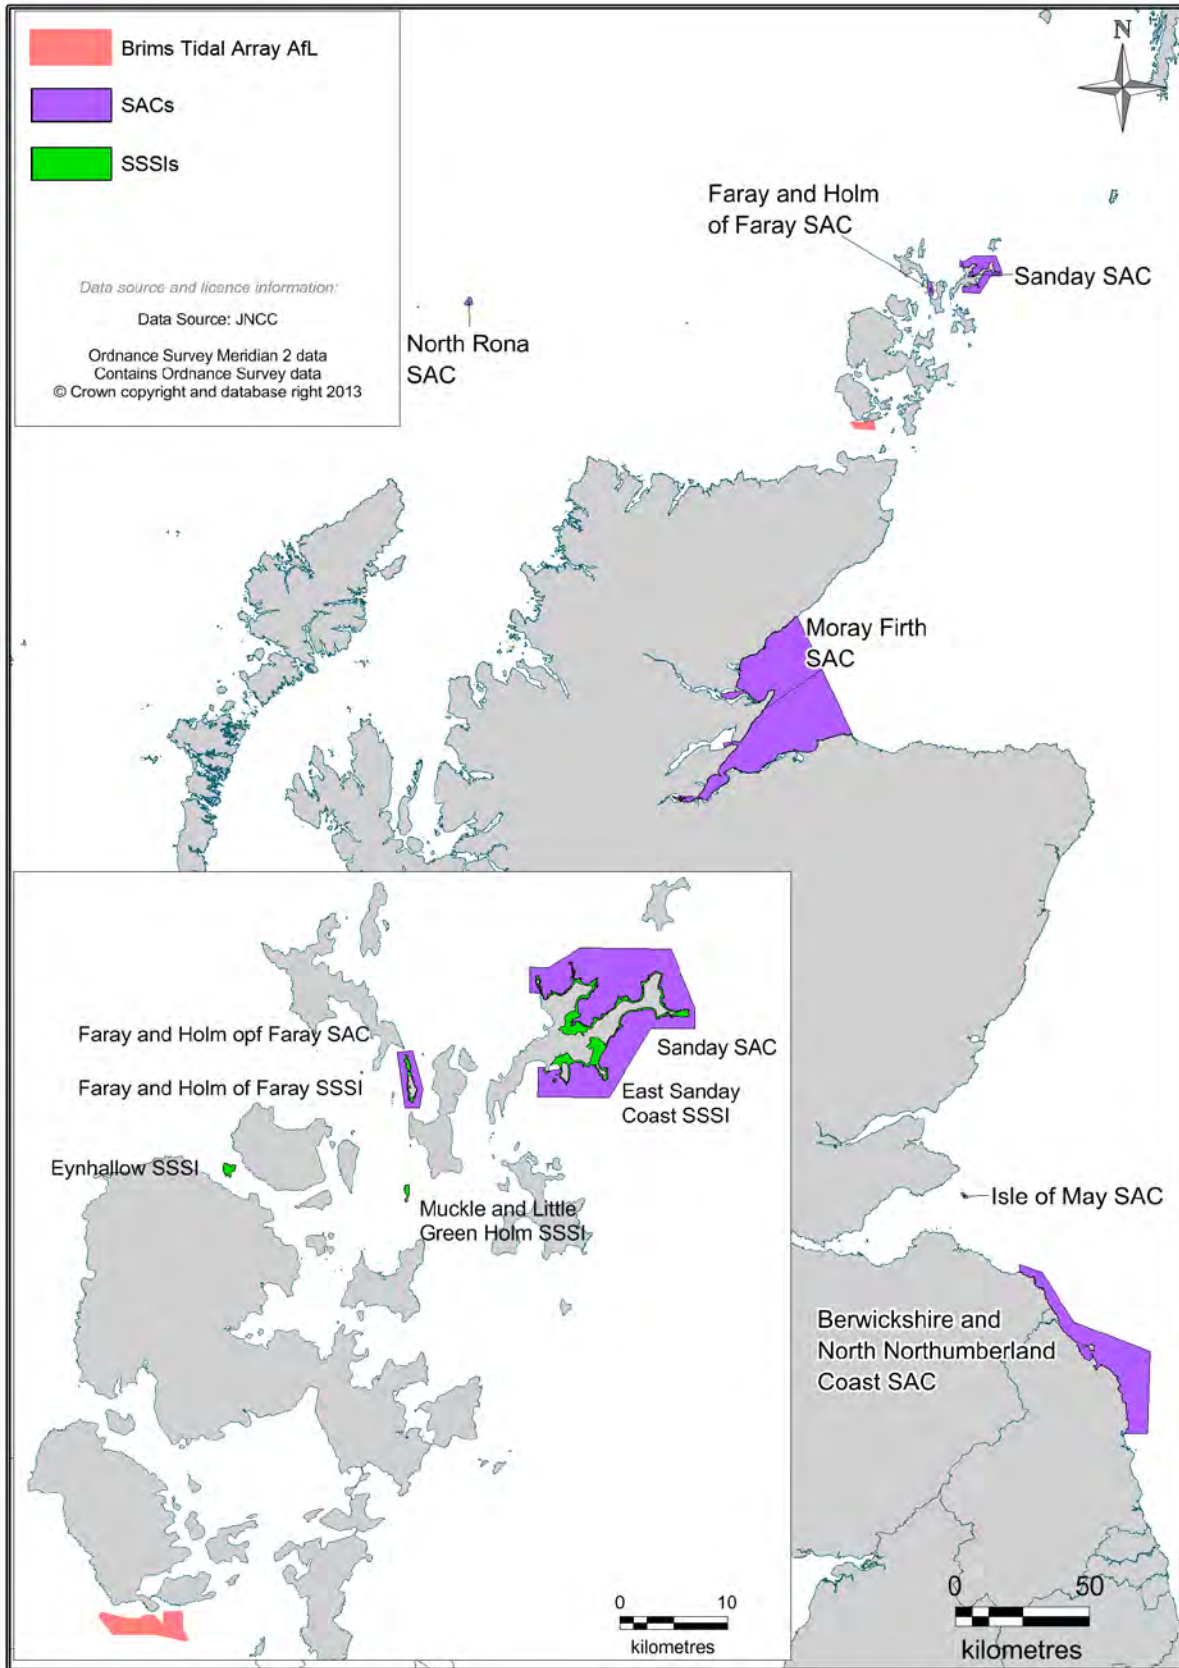 Brims Tidal Array AfL
SACs
SSSIs
Data source and licence information:
Data Source: JNCC
Ordnance Survey Meridian 2 data
Contains Ordnance Survey data
© Crown copyright and database right 2013
N
Faray and Holm
of Faray SAC
Sanday SAC
North Rona
SAC
Moray Firth
SAC
Faray and Holm opf Faray SAC
Faray and Holm of Faray SSSI
Sanday SAC
East Sanday
Coast SSSI
Eynhallow SSSI
Muckle and Little
Green Holm SSSI
Isle of May SAC
Berwickshire and
North Northumberland
Coast SAC
0 10
kilometres
0 50
kilometres